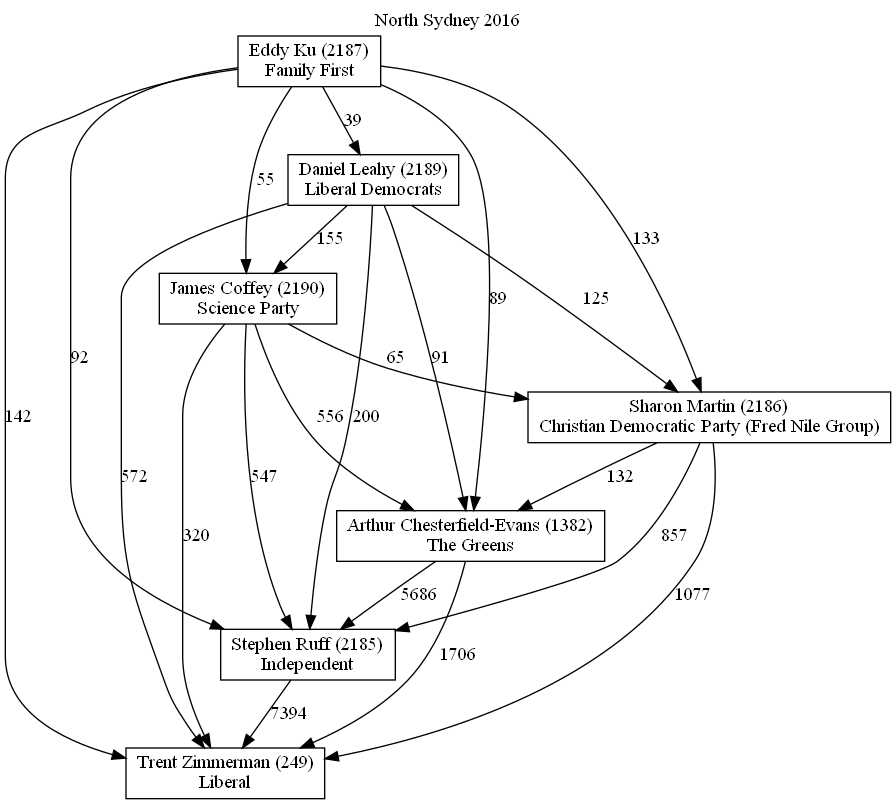 North Sydney 2016
Eddy Ku (2187)
Family First
39
Daniel Leahy (2189)
Liberal Democrats
55
155
133
89
125
James Coffey (2190)
Science Party
92
65
91
142
556
200
Sharon Martin (2186)
Christian Democratic Party (Fred Nile Group)
572
547
132
320
Arthur Chesterfield-Evans (1382)
The Greens
857
5686
1077
Stephen Ruff (2185)
Independent
1706
7394
Trent Zimmerman (249)
Liberal